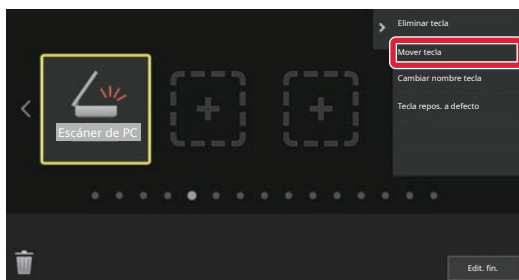 Eliminar tecla
Mover tecla
Cambiar nombre tecla
Tecla repos. a defecto
Escáner de PC
Edit. fin.